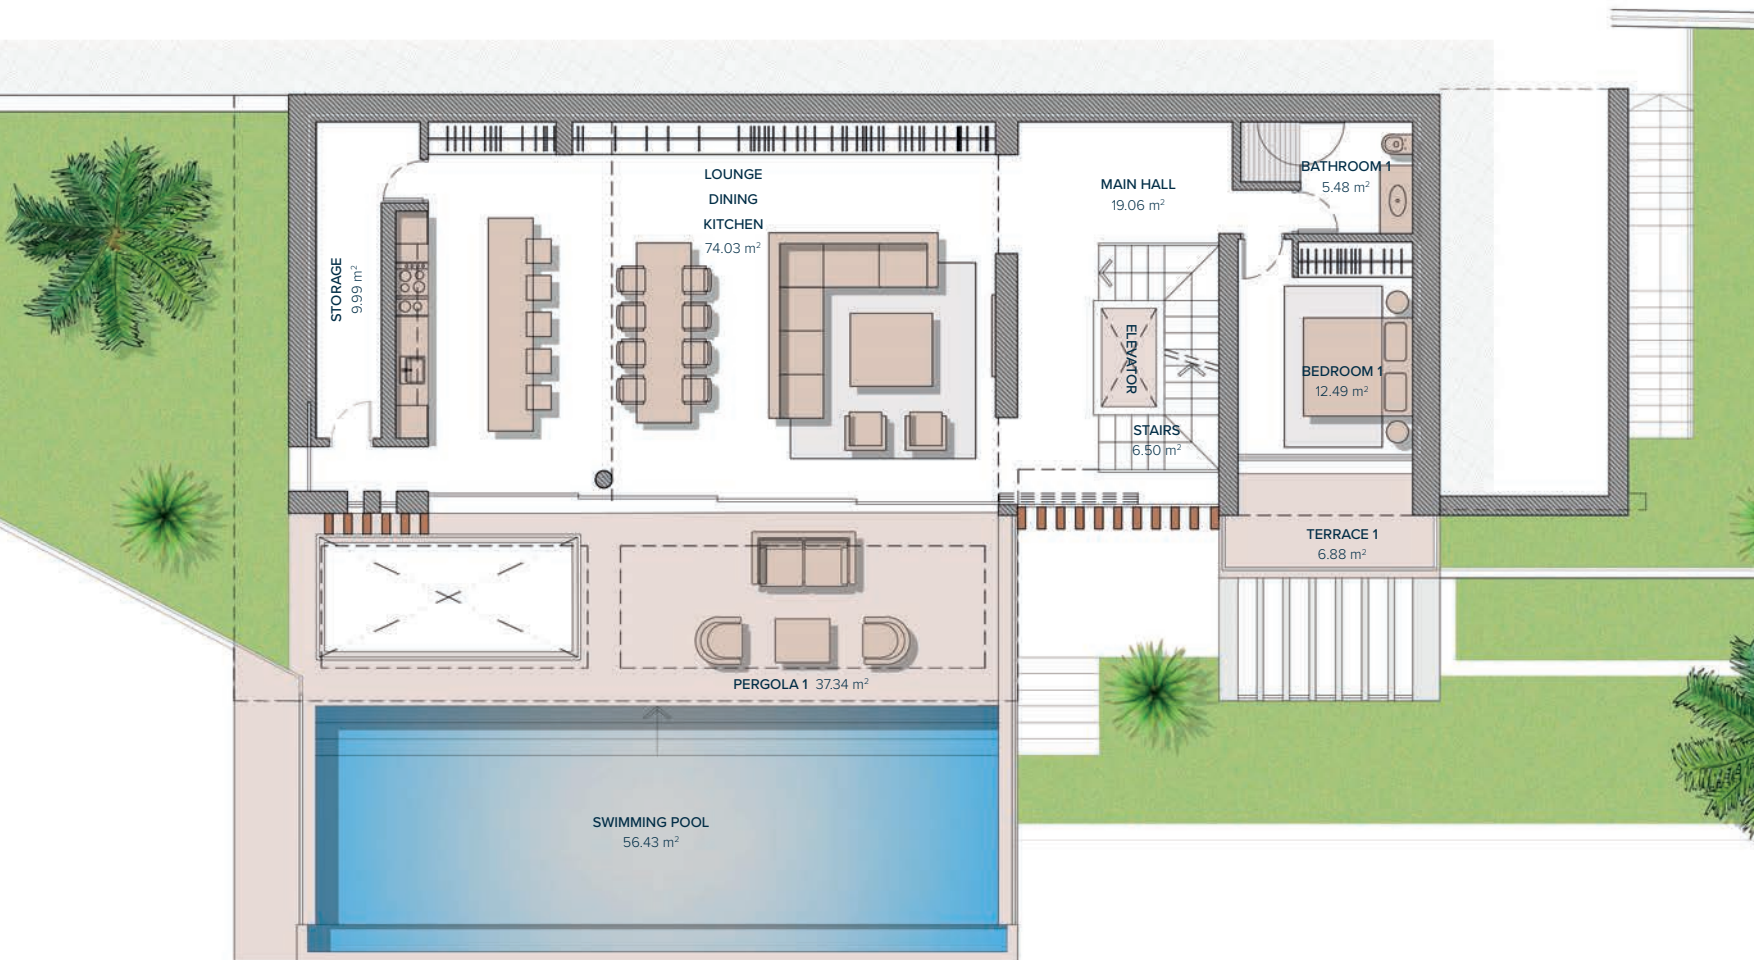 LOUNGE
DINING
KITCHEN
74.03 m²
MAIN HALL
19.06 m²
BATHROOM 1
5.48 m²
STORAGE
9.99 m²
ELEVATOR
BEDROOM 1
12.49 m²
STAIRS
6.50 m²
TERRACE 1
6.88 m²
PERGOLA 1 37.34 m²
SWIMMING POOL
56.43 m²